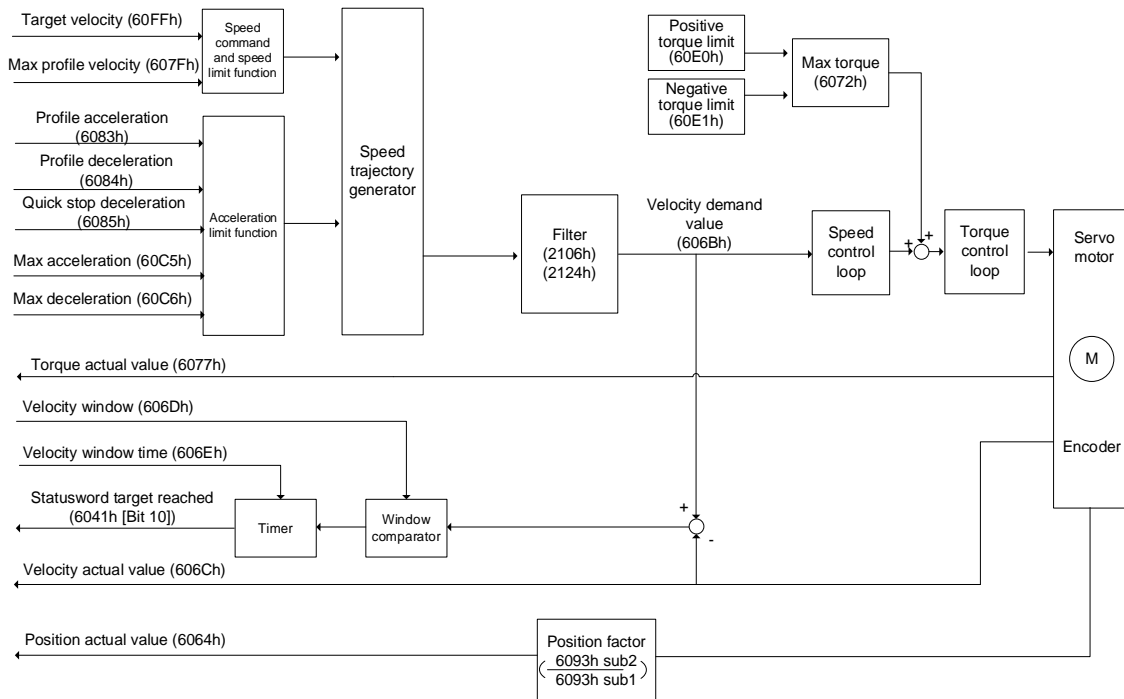 Target velocity (60FFh)
Max profile velocity (607Fh)
Speed
command
and speed
limit function
Profile acceleration
(6083h)
Profile deceleration
(6084h)
Quick stop deceleration
(6085h)
Max acceleration (60C5h)
Max deceleration (60C6h)
Acceleration
limit function
Speed
trajectory
generator
Filter
(2106h)
(2124h)
Velocity demand
value
(606Bh)
Positive
torque limit
(60E0h)
Negative
torque limit
(60E1h)
Max torque
(6072h)
Speed
control
loop
+
+
Torque
control
loop
Servo
motor
M
Encoder
Torque actual value (6077h)
Velocity window (606Dh)
Velocity window time (606Eh)
Statusword target reached
(6041h [Bit 10])
Timer
Window
comparator
+
-
Velocity actual value (606Ch)
Position actual value (6064h)
Position factor
( 6093h sub2 )
6093h sub1